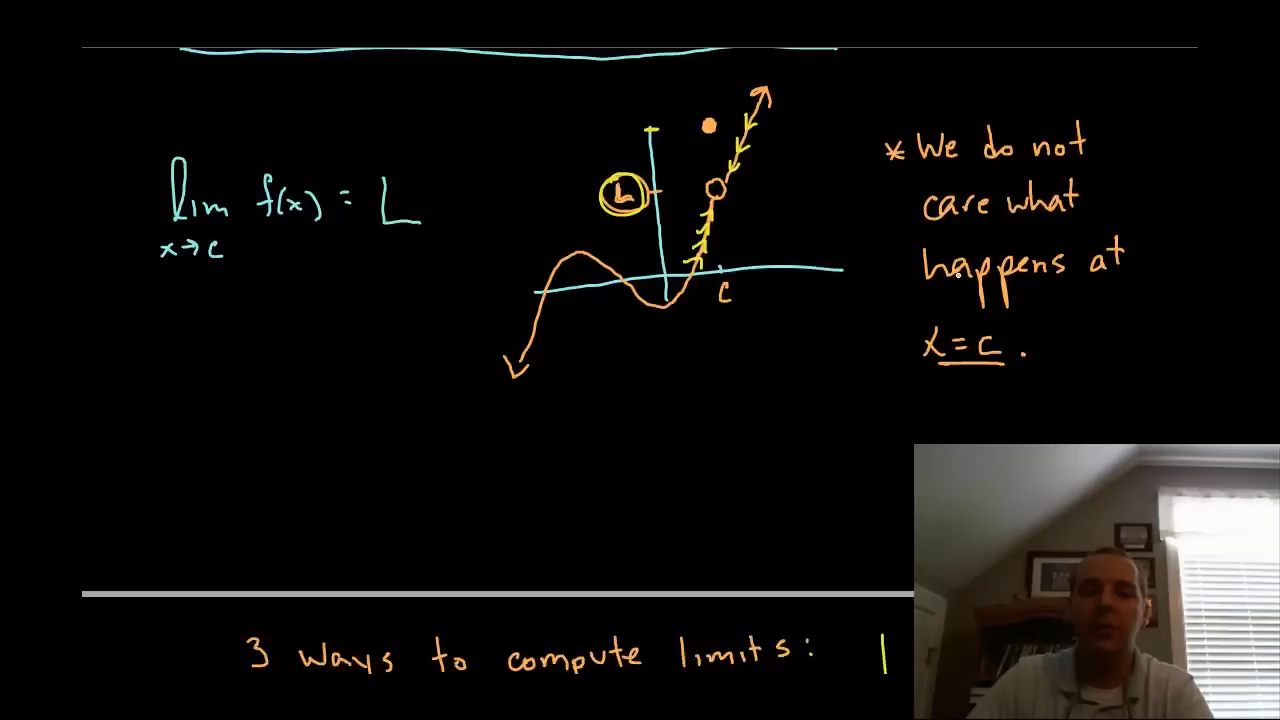 lim f(x) = L
x→c
L
c
* We do not
care what
happens at
x = c .
3 ways to compute limits: |